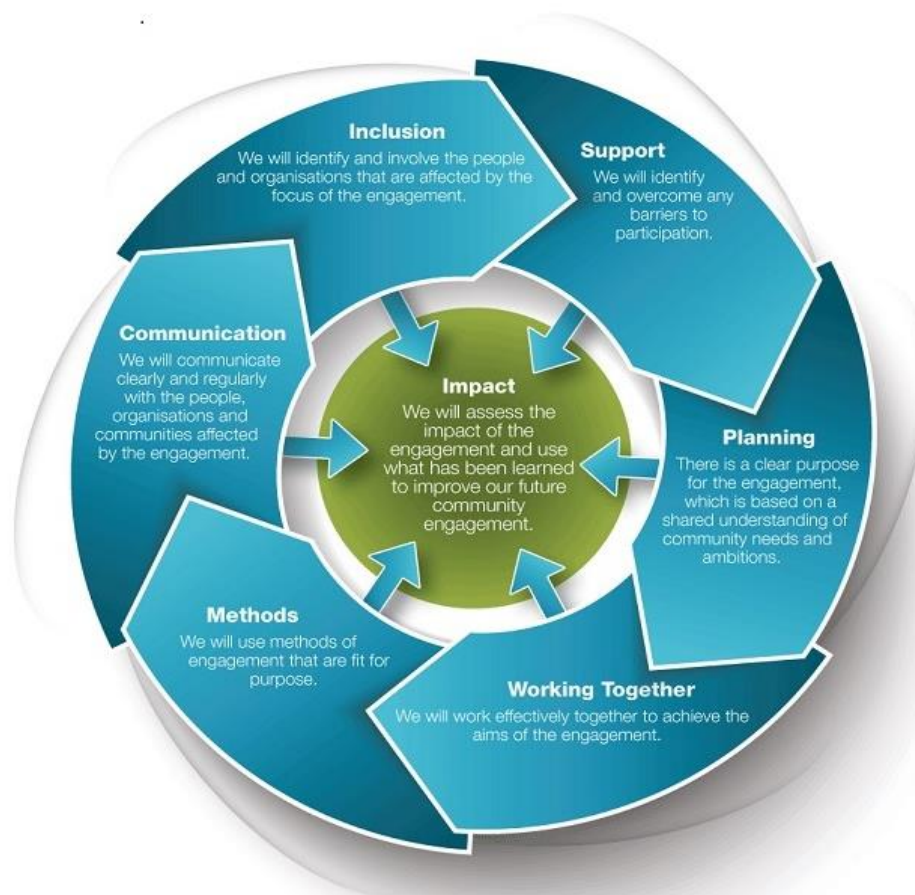 Inclusion
We will identify and involve the people
and organisations that are affected by the
focus of the engagement.
Support
We will identify
and overcome any
barriers to
participation.
Planning
There is a clear purpose
for the engagement,
which is based on a
shared understanding of
community needs and
ambitions.
Working Together
We will work effectively together to achieve the
aims of the engagement.
Methods
We will use methods of
engagement that are fit for
purpose.
Communication
We will communicate
clearly and regularly
with the people,
organisations and
communities affected
by the engagement.
Impact
We will assess the
impact of the
engagement and use
what has been learned
to improve our future
community
engagement.